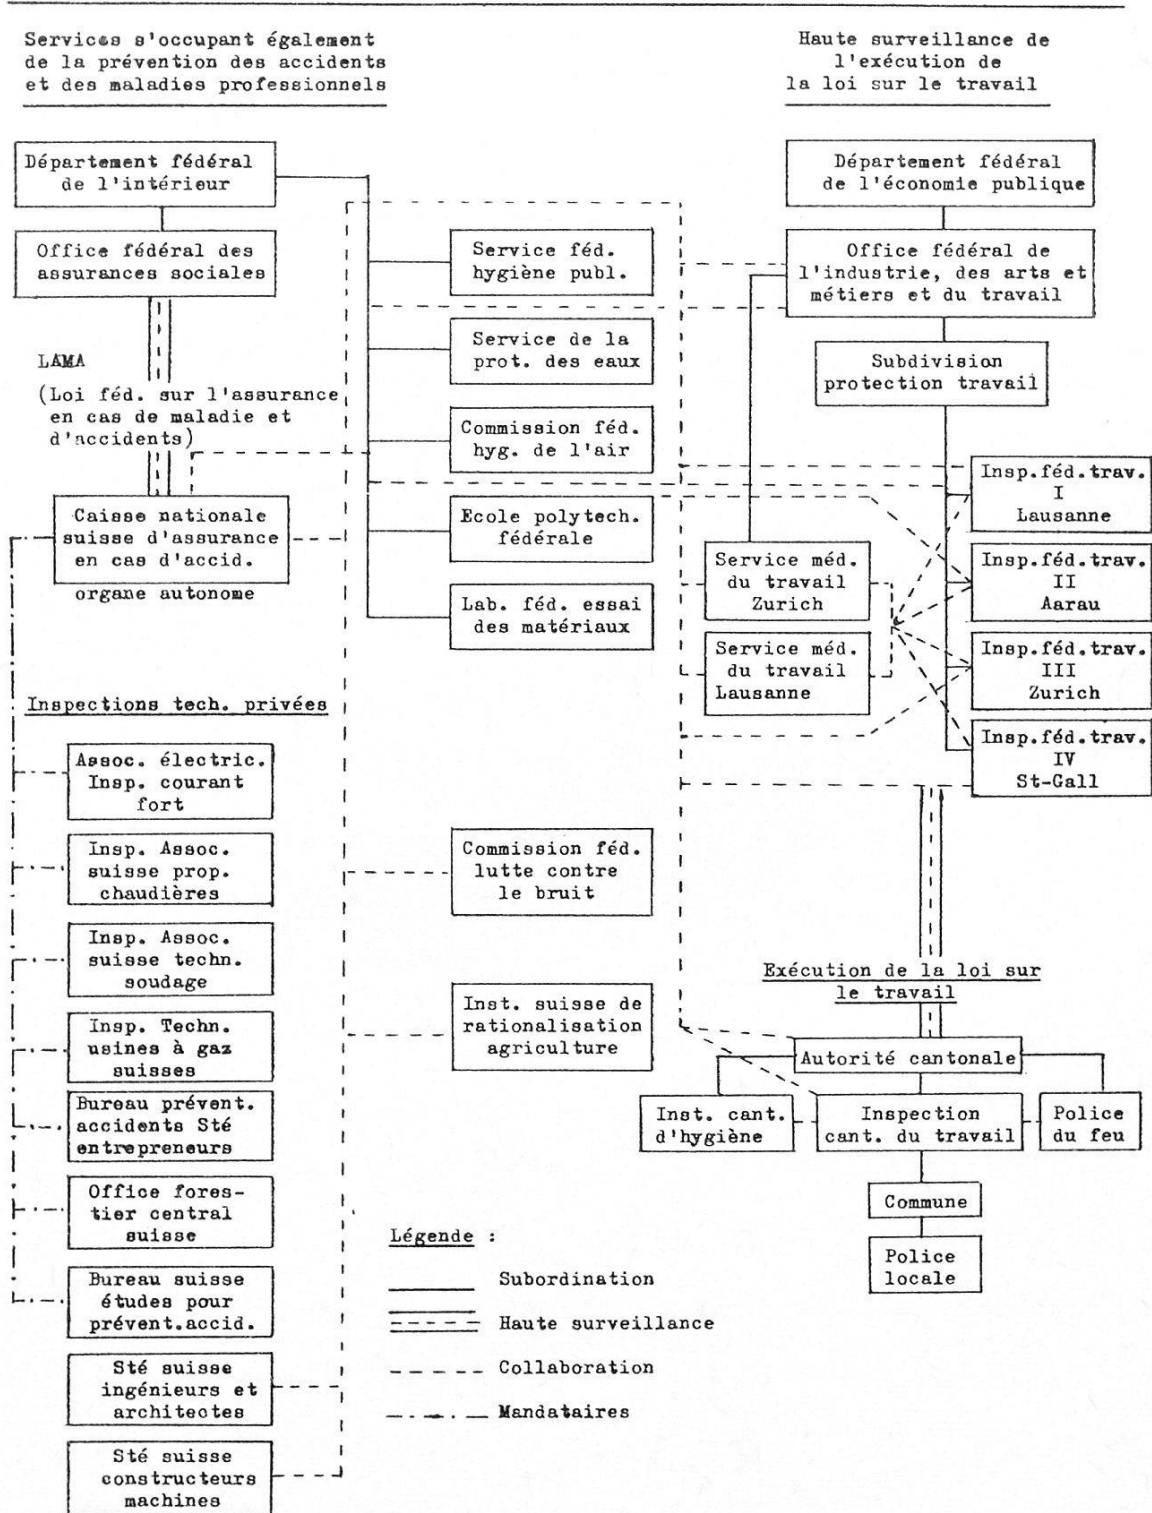 Services s'occupant également
de la prévention des accidents
et des maladies professionnels
Haute surveillance de
l'exécution de
la loi sur le travail
Département fédéral
de l'intérieur
Office fédéral des
assurances sociales
LAMA
(Loi féd. sur l'assurance
en cas de maladie et
d'accidents)
Caisse nationale
suisse d'assurance
en cas d'accid.
organe autonome
Inspections tech. privées
Assoc. électric.
Insp. courant
fort
Insp. Assoc.
suisse prop.
chaudières
Insp. Assoc.
suisse techn.
soudage
Insp. Techn.
usines à gaz
suisses
Bureau prévent.
accidents Sté
entrepreneurs
Office fores-
tier central
suisse
Bureau suisse
études pour
prévent.accid.
Sté suisse
ingénieurs et
architectes
Sté suisse
constructeurs
machines
Service féd.
hygiène publ.
Service de la
prot. des eaux
Commission féd.
hyg. de l'air
Ecole polytech.
fédérale
Lab. féd. essai
des matériaux
Commission féd.
lutte contre
le bruit
Inst. suisse de
rationalisation
agriculture
Département fédéral
de l'économie publique
Office fédéral de
l'industrie, des arts et
métiers et du travail
Subdivision
protection travail
Service méd.
du travail
Zurich
Service méd.
du travail
Lausanne
Insp.féd.trav.
I
Lausanne
Insp.féd.trav.
II
Aarau
Insp.féd.trav.
III
Zurich
Insp.féd.trav.
IV
St-Gall
Exécution de la loi sur
le travail
Autorité cantonale
Inst. cant.
d'hygiène
Inspection
cant. du travail
Police
du feu
Commune
Police
locale
Légende :
Subordination
Haute surveillance
Collaboration
Mandataires